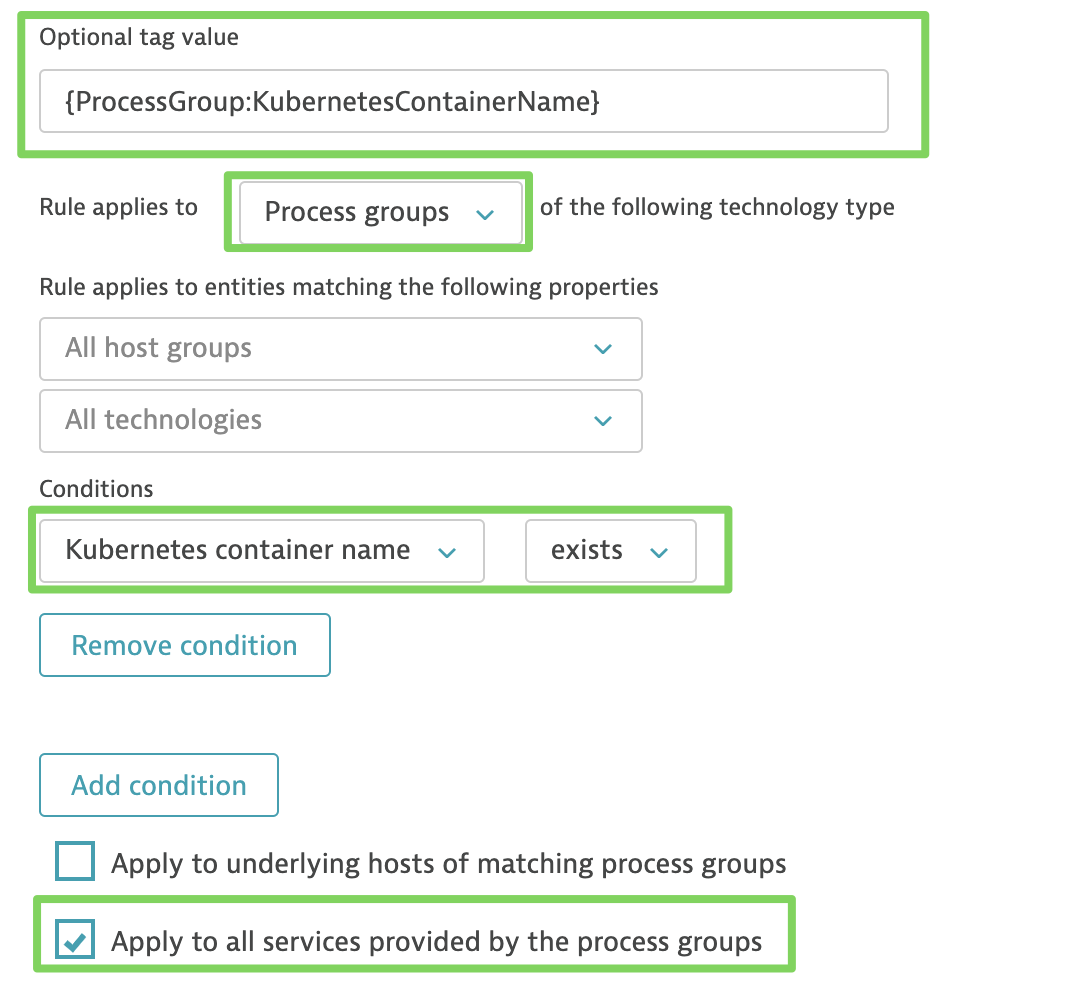 Optional tag value
{ProcessGroup:KubernetesContainerName}
Rule applies to Process groups of the following technology type
Rule applies to entities matching the following properties
All host groups
All technologies
Conditions
Kubernetes container name exists
Remove condition
Add condition
Apply to underlying hosts of matching process groups
Apply to all services provided by the process groups